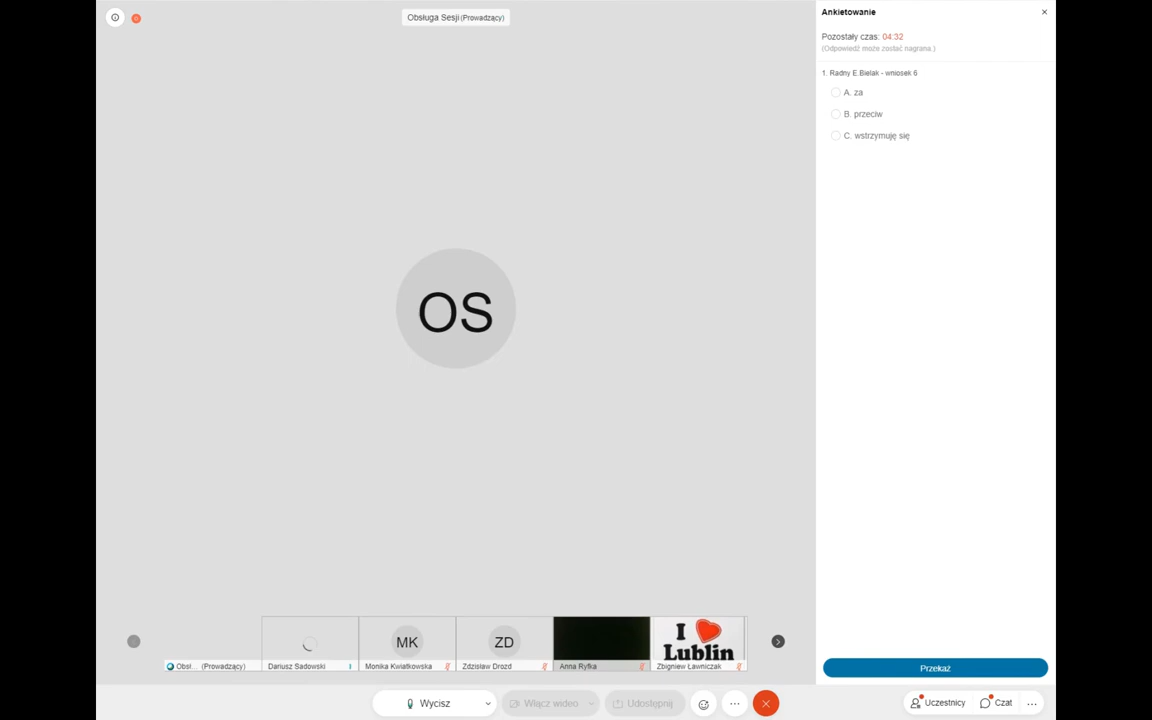 Obsługa Sesji (Prowadzący)
OS
Ankietowanie
Pozostały czas: 04:32
(Odpowiedź może zostać nagrana.)
1. Radny E Bielak - wniosek 6
A. za
B. przeciw
C. wstrzymuję się
Przekaż
MK
ZD
I
Lublin
Obsł... (Prowadzący)
Dariusz Sadowski
Monika Kwiatkowska
Zdzisław Drozd
Anna Ryfka
Zbigniew Ławniczak
Wycisz
Włącz wideo
Udostępnij
Uczestnicy
Czat